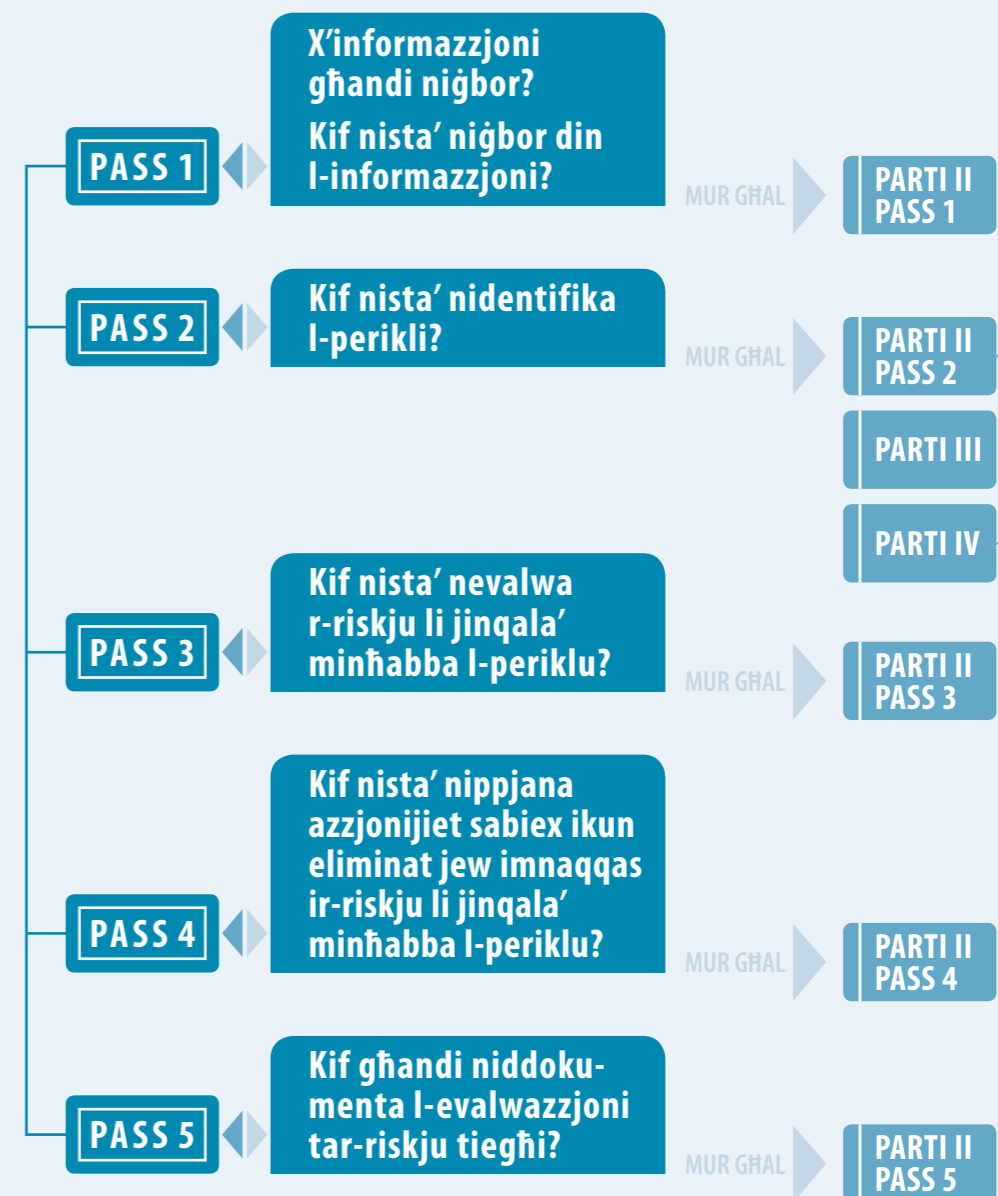 PASS 1
X’informazzjoni
għandi niġbor?
Kif nista’ niġbor din
l-informazzjoni?
MUR GĦAL
PARTI II
PASS 1
PASS 2
Kif nista’ nidentifika
l-perikli?
MUR GĦAL
PARTI II
PASS 2
PARTI III
PARTI IV
PASS 3
Kif nista’ nevalwa
r-riskju li jinqala’
minħabba l-periklu?
MUR GĦAL
PARTI II
PASS 3
PASS 4
Kif nista’ nippjana
azzjonijiet sabiex ikun
eliminat jew imnaqqas
ir-riskju li jinqala’
minħabba l-periklu?
MUR GĦAL
PARTI II
PASS 4
PASS 5
Kif għandi niddoku-
menta l-evalwazzjoni
tar-riskju tiegħi?
MUR GĦAL
PARTI II
PASS 5